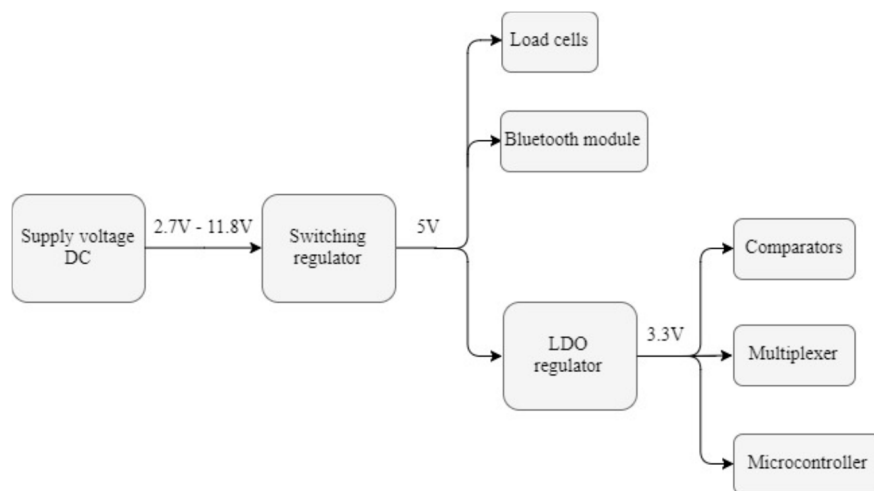 Load cells
Bluetooth module
Supply voltage
DC
2.7V - 11.8V
Switching
regulator
5V
LDO
regulator
3.3V
Comparators
Multiplexer
Microcontroller